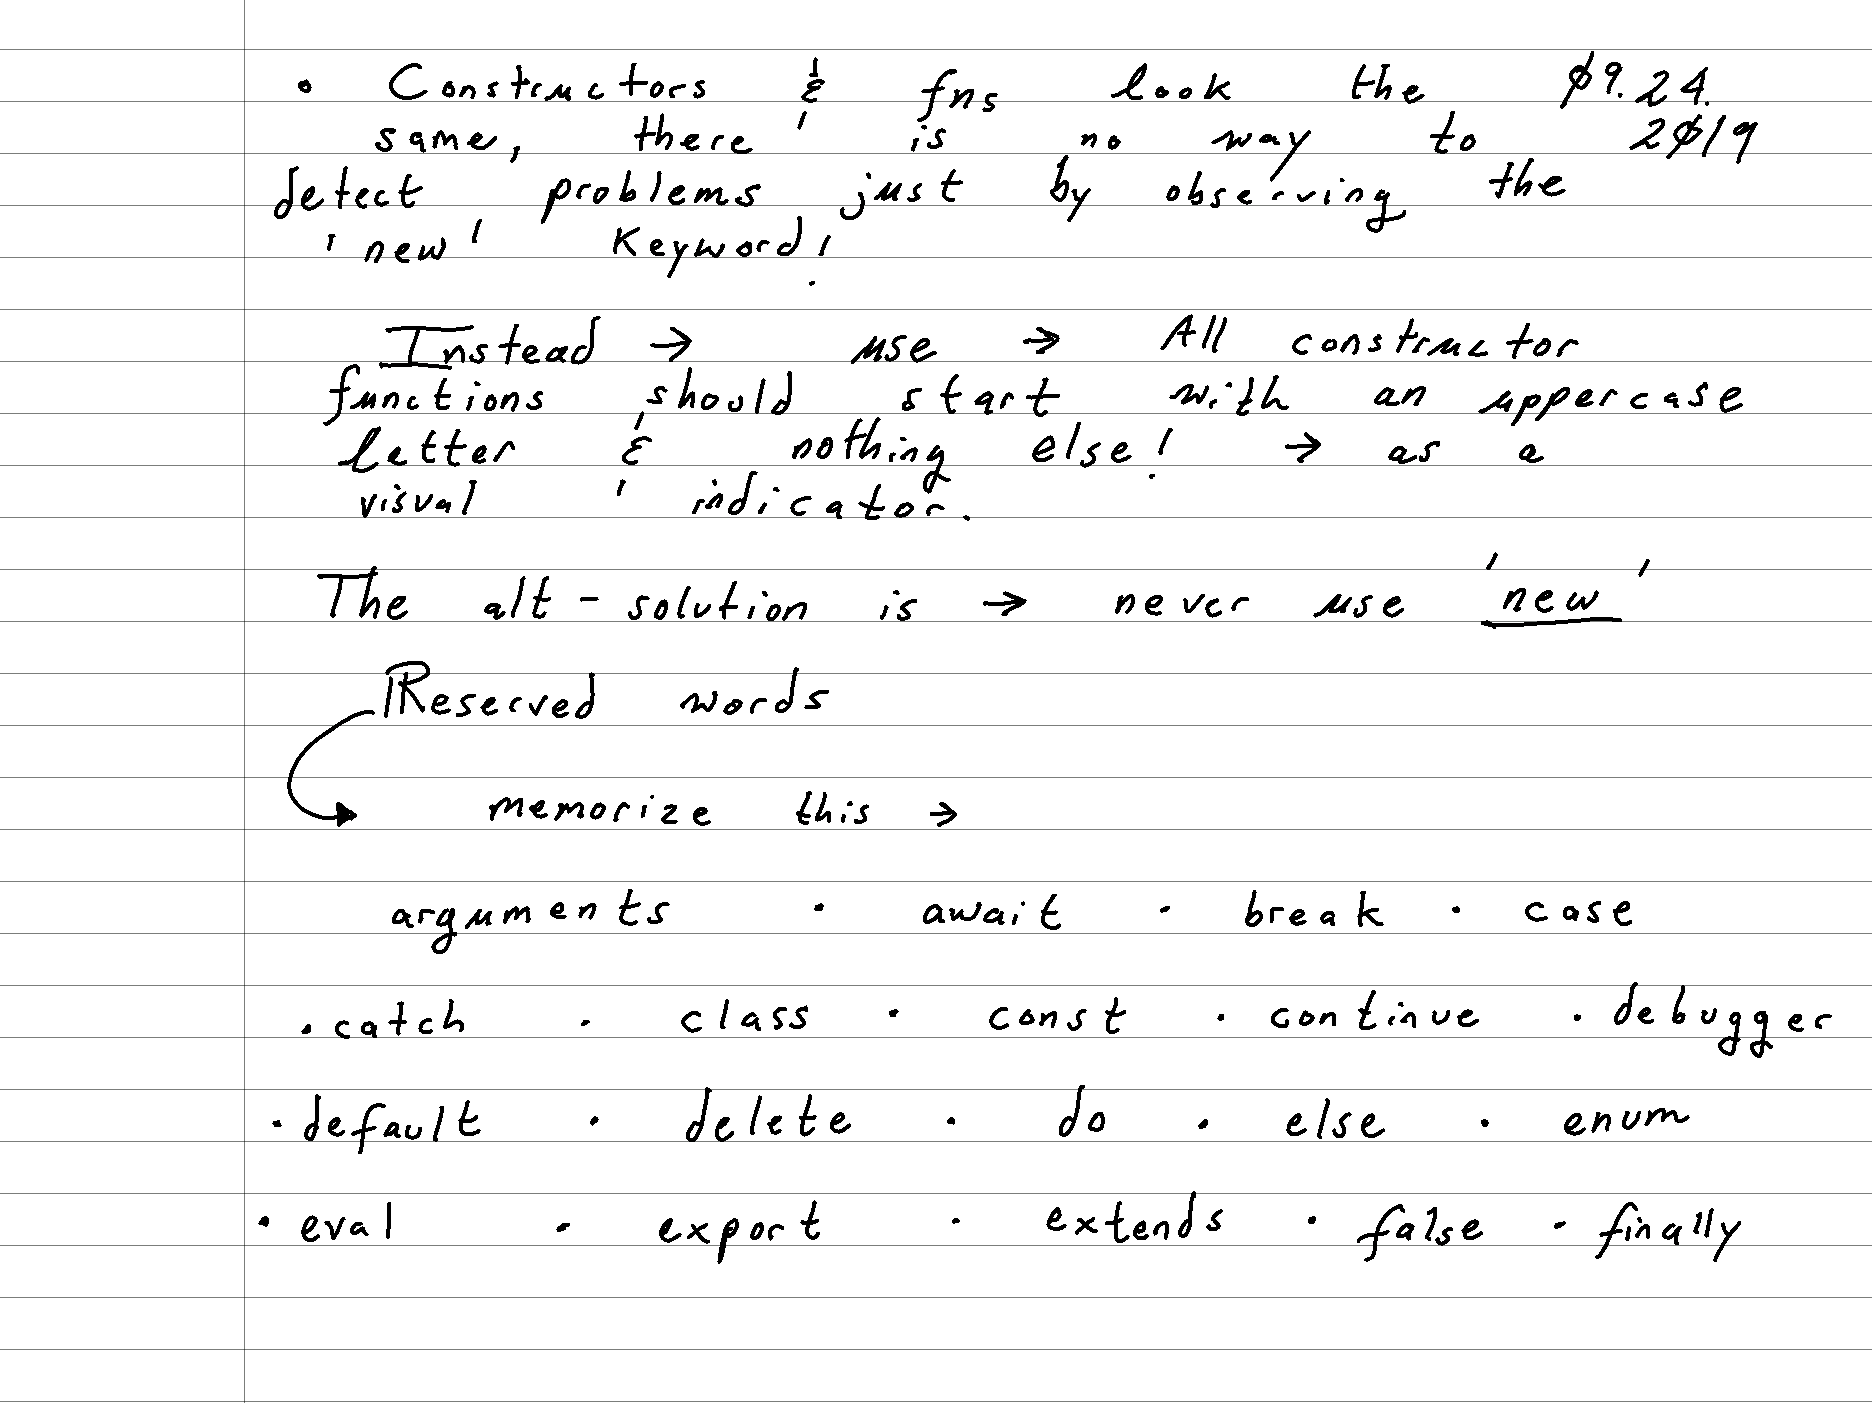 • Constructors & fns look the 09.24.
same, there is no way to 2019
detect problems just by observing the
'new' keyword!
Instead → use → All constructor
functions should start with an uppercase
letter & nothing else! → as a
visual indicator.
The alt-solution is → never use 'new'
Reserved words
memorize this →
arguments • await • break • case
• catch • class • const • continue • debugger
• default • delete • do • else • enum
• eval • export • extends • false • finally